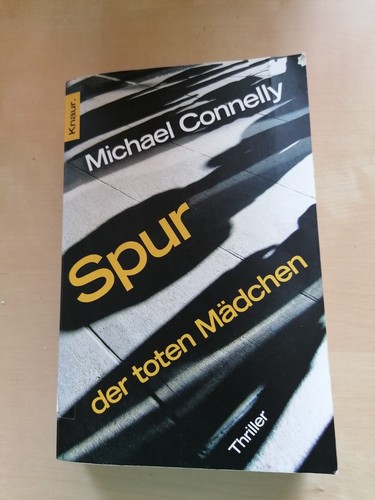 Knaur.
Michael Connelly
Spur
der toten Mädchen
Thriller